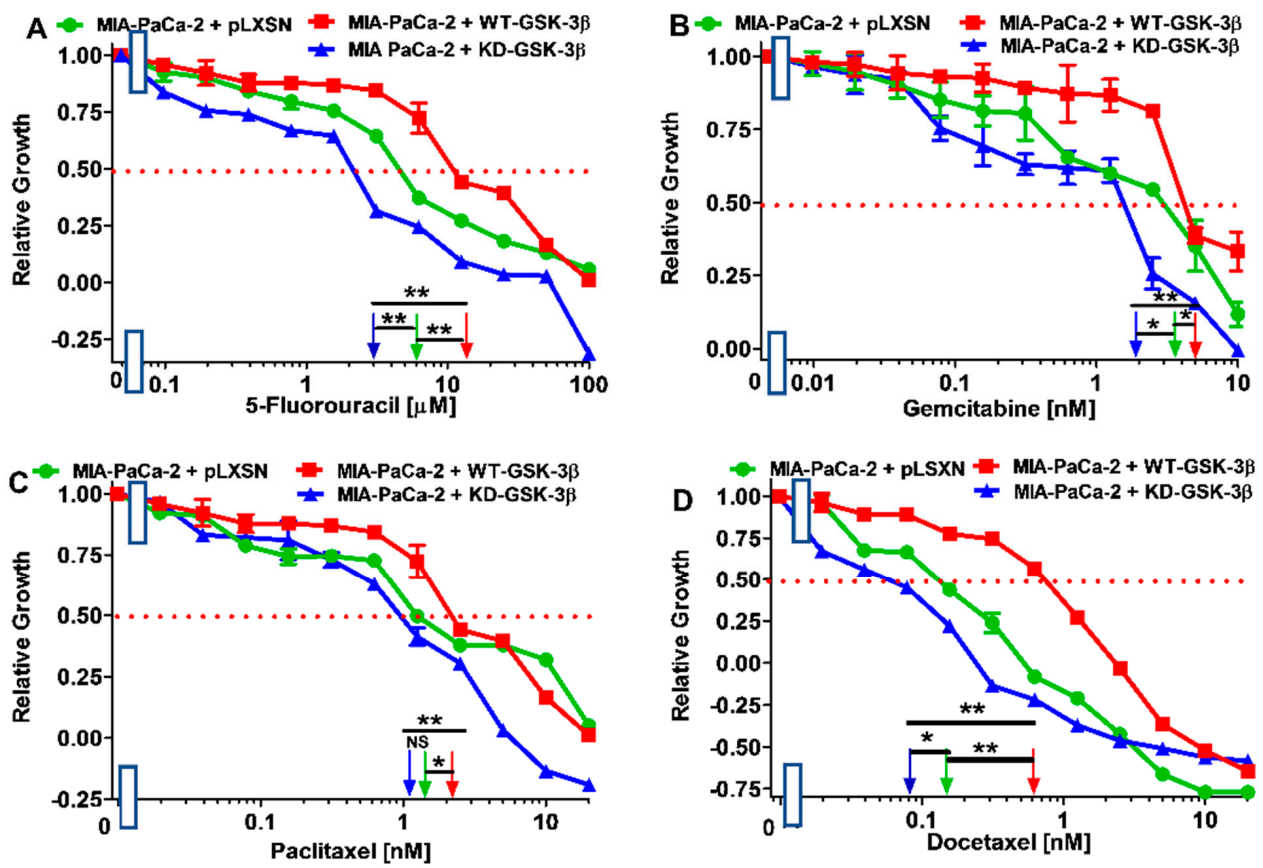 A
MIA-PaCa-2 + pLXSN
MIA-PaCa-2 + WT-GSK-3β
MIA PaCa-2 + KD-GSK-3β
Relative Growth
1.00
0.75
0.50
0.25
0.00
-0.25
**
**
**
0
0.1
1
10
100
5-Fluorouracil [μM]
B
MIA-PaCa-2 + pLXSN
MIA-PaCa-2 + WT-GSK-3β
MIA-PaCa-2 + KD-GSK-3β
Relative Growth
1.00
0.75
0.50
0.25
0.00
**
*
*
0
0.01
0.1
1
10
Gemcitabine [nM]
C
MIA-PaCa-2 + pLXSN
MIA-PaCa-2 + WT-GSK-3β
MIA-PaCa-2 + KD-GSK-3β
Relative Growth
1.00
0.75
0.50
0.25
0.00
-0.25
**
NS
*
0
0.1
1
10
Paclitaxel [nM]
D
MIA-PaCa-2 + pLSXN
MIA-PaCa-2 + WT-GSK-3β
MIA-PaCa-2 + KD-GSK-3β
Relative Growth
1.00
0.75
0.50
0.25
0.00
-0.25
-0.50
-0.75
**
*
**
0
0.1
1
10
Docetaxel [nM]